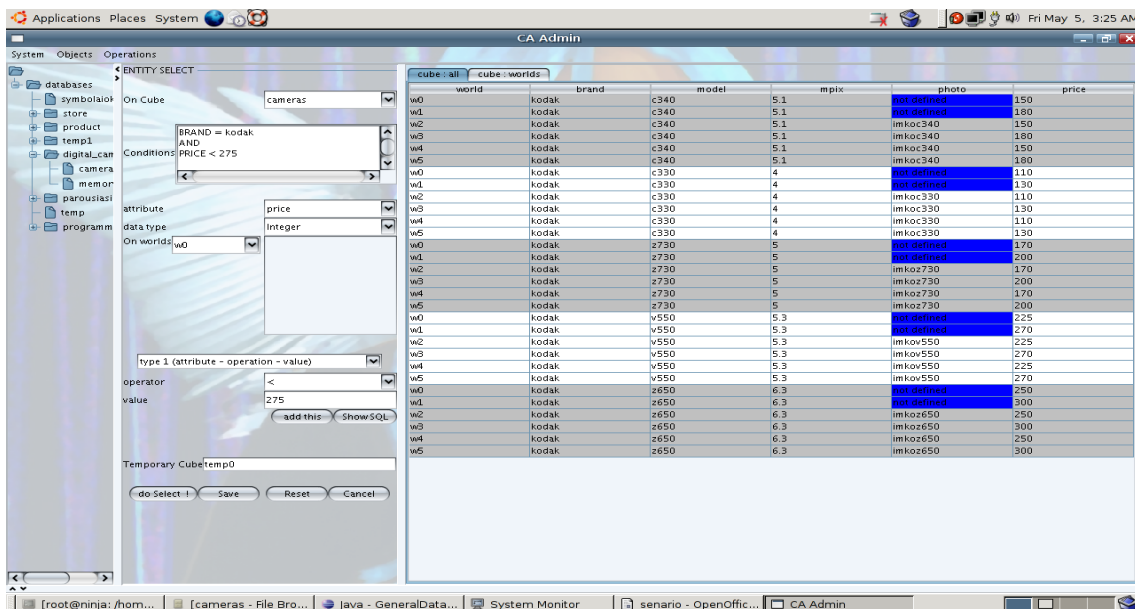 Applications Places System Fri May 5, 3:25 AM
CA Admin
System Objects Operations
databases
symbolaiok
store
product
temp1
digital_cam
camera
memor
parousiasi
temp
programm
ENTITY SELECT
On Cube cameras
Conditions
BRAND = kodak
AND
PRICE < 275
attribute price
data type Integer
On worlds w0
type 1 (attribute - operation - value)
operator <
value 275
add this Show SQL
Temporary Cube temp0
do Select ! Save Reset Cancel
cube : all cube : worlds
world brand model mpix photo price
w0 kodak c340 5.1 not defined 150
w1 kodak c340 5.1 not defined 180
w2 kodak c340 5.1 imkoc340 150
w3 kodak c340 5.1 imkoc340 180
w4 kodak c340 5.1 imkoc340 150
w5 kodak c340 5.1 imkoc340 180
w0 kodak c330 4 not defined 110
w1 kodak c330 4 not defined 130
w2 kodak c330 4 imkoc330 110
w3 kodak c330 4 imkoc330 130
w4 kodak c330 4 imkoc330 110
w5 kodak c330 4 imkoc330 130
w0 kodak z730 5 not defined 170
w1 kodak z730 5 not defined 200
w2 kodak z730 5 imkoz730 170
w3 kodak z730 5 imkoz730 200
w4 kodak z730 5 imkoz730 170
w5 kodak z730 5 imkoz730 200
w0 kodak v550 5.3 not defined 225
w1 kodak v550 5.3 not defined 270
w2 kodak v550 5.3 imkov550 225
w3 kodak v550 5.3 imkov550 270
w4 kodak v550 5.3 imkov550 225
w5 kodak v550 5.3 imkov550 270
w0 kodak z650 6.3 not defined 250
w1 kodak z650 6.3 not defined 300
w2 kodak z650 6.3 imkoz650 250
w3 kodak z650 6.3 imkoz650 300
w4 kodak z650 6.3 imkoz650 250
w5 kodak z650 6.3 imkoz650 300
[root@ninja: /hom... [cameras - File Bro... Java - GeneralData... System Monitor senario - OpenOffic... CA Admin